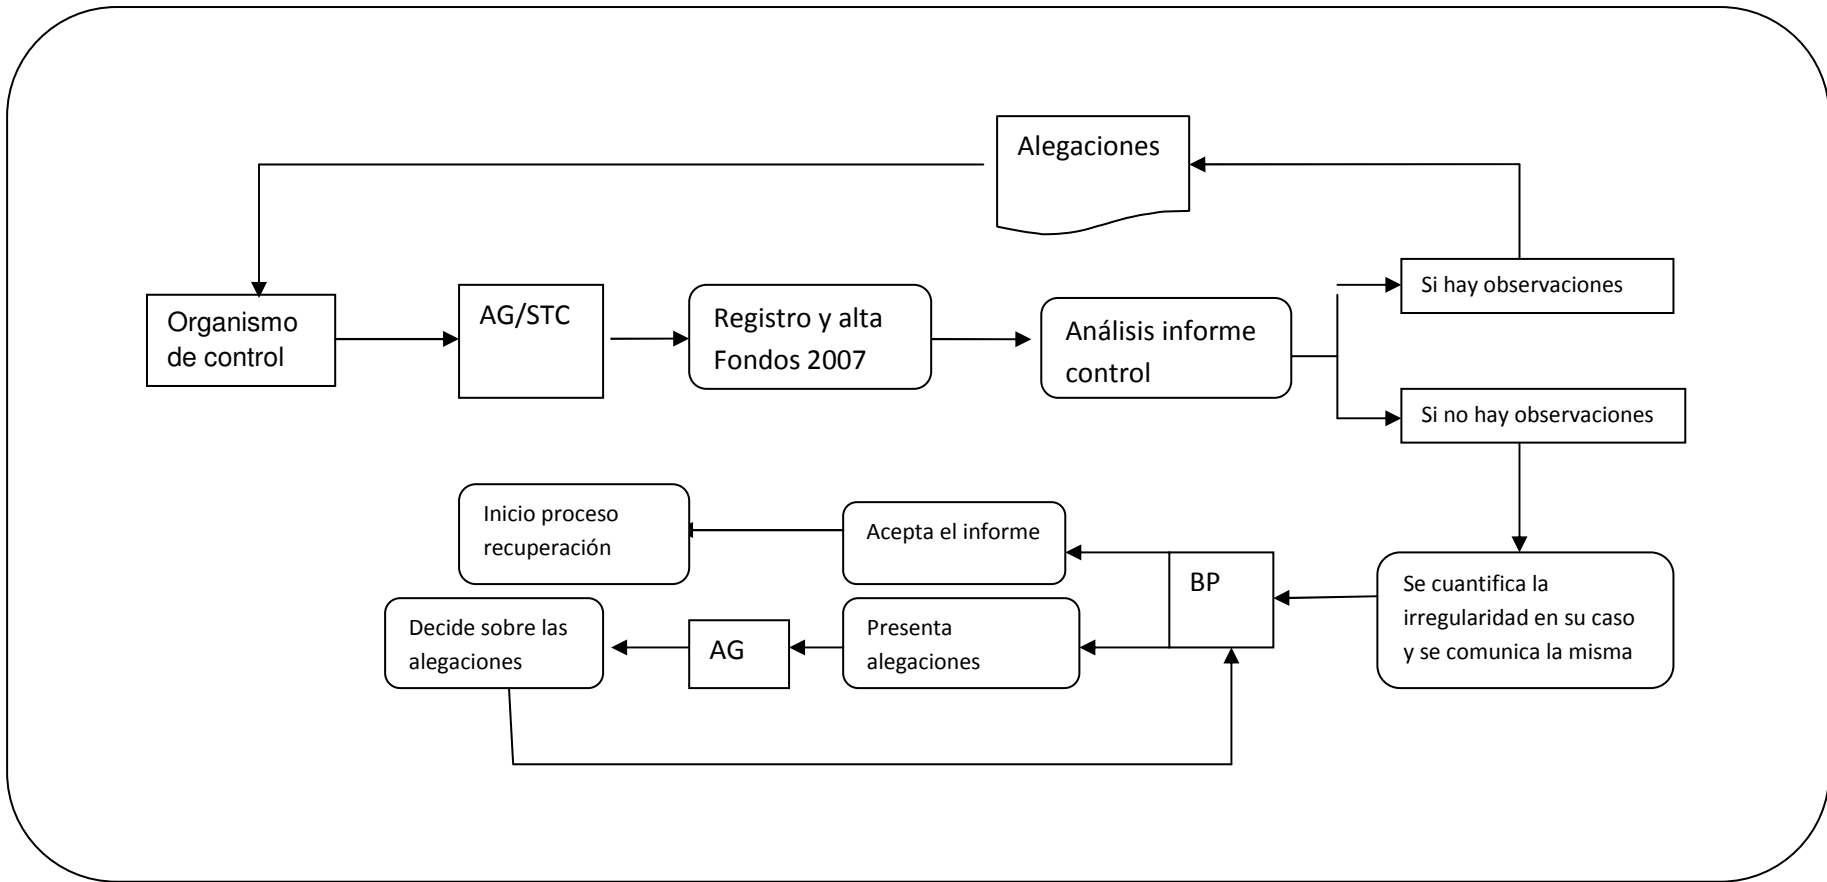 Alegaciones
Organismo
de control
AG/STC
Registro y alta
Fondos 2007
Análisis informe
control
Si hay observaciones
Si no hay observaciones
Inicio proceso
recuperación
Acepta el informe
BP
Se cuantifica la
irregularidad en su caso
y se comunica la misma
Decide sobre las
alegaciones
AG
Presenta
alegaciones